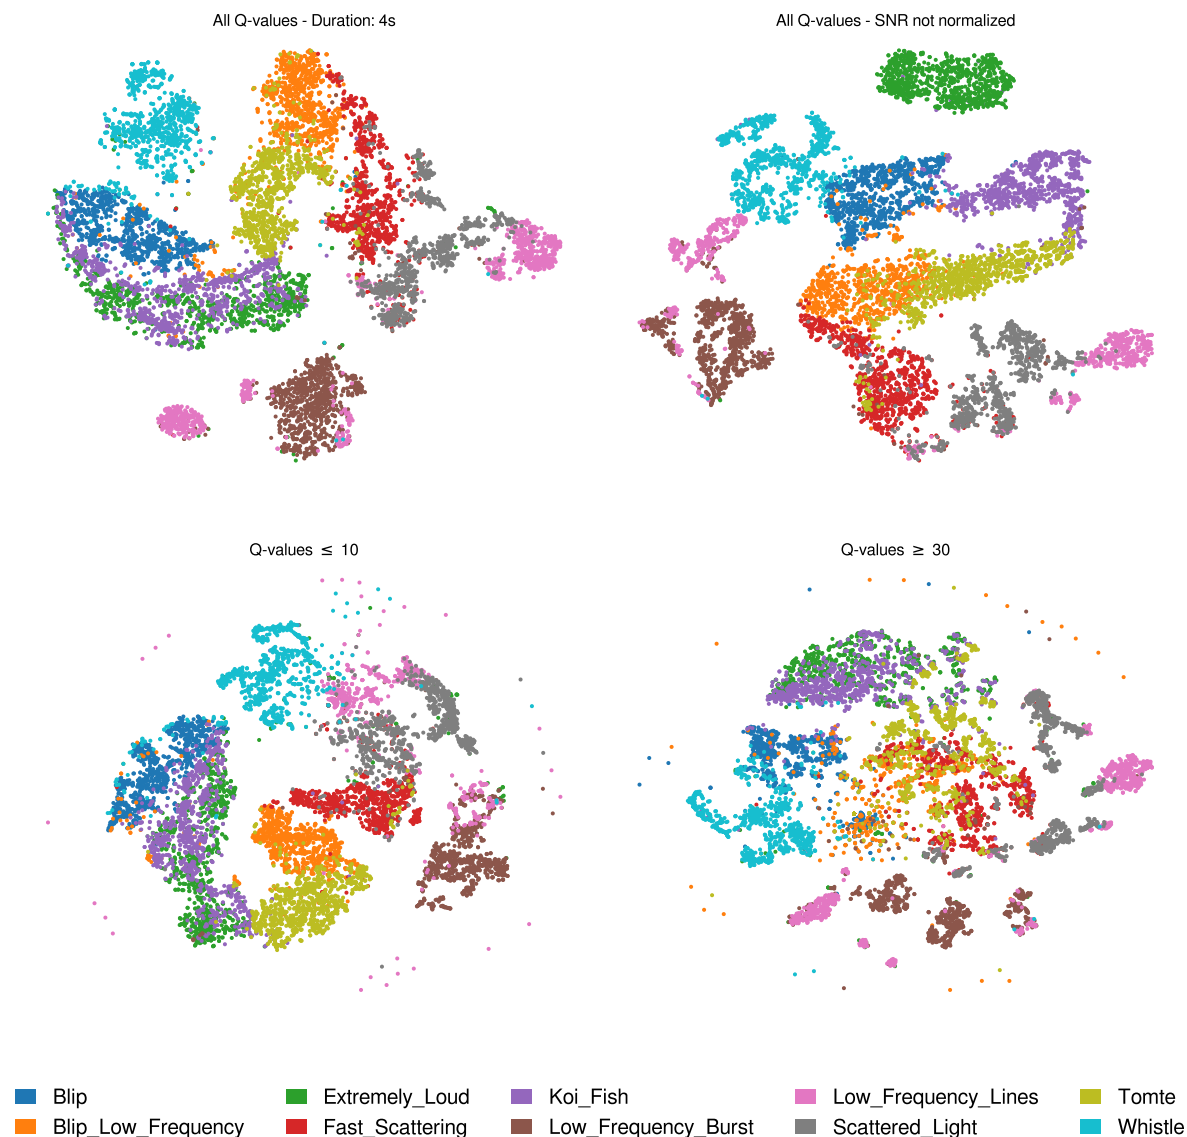 All Q-values - Duration: 4s
All Q-values - SNR not normalized
Q-values ≤ 10
Q-values ≥ 30
Blip
Extremely_Loud
Koi_Fish
Low_Frequency_Lines
Tomte
Blip_Low_Frequency
Fast_Scattering
Low_Frequency_Burst
Scattered_Light
Whistle